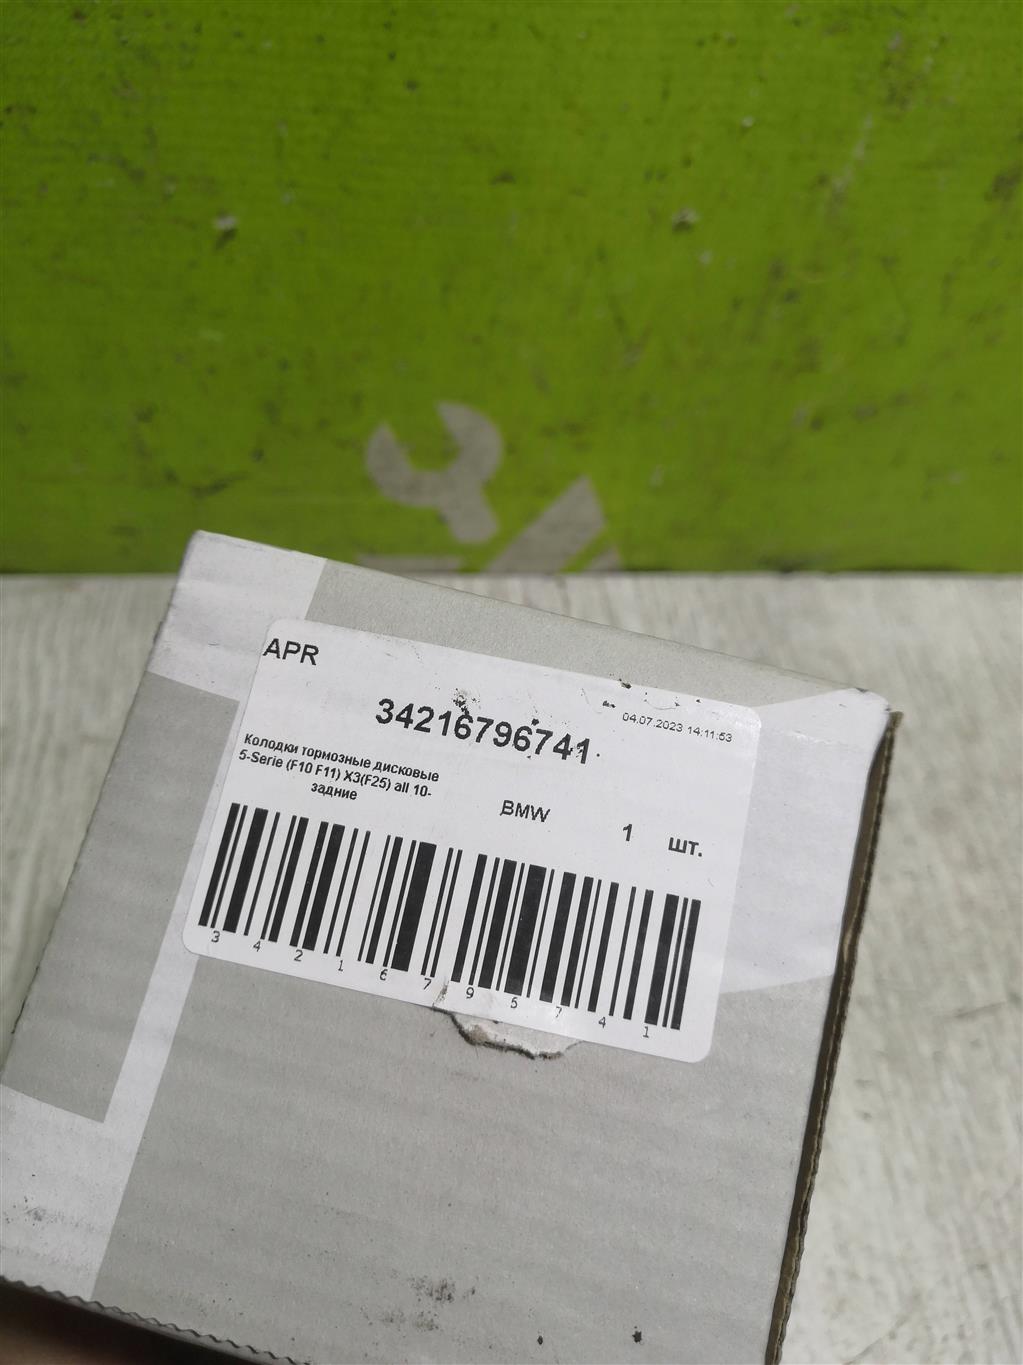 APR
34216796741
04.07.2023 14:11:53
Колодки тормозные дисковые
5-Serie (F10 F11) X3(F25) all 10-
задние
BMW
1 шт.
3 4 2 1 6 7 9 5 7 4 1